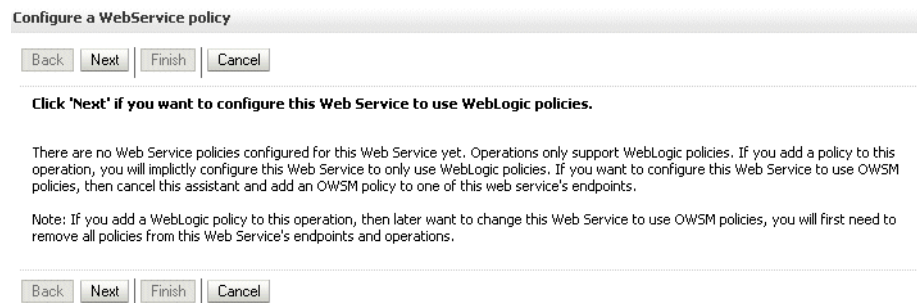 Configure a WebService policy
Back Next Finish Cancel
Click 'Next' if you want to configure this Web Service to use WebLogic policies.
There are no Web Service policies configured for this Web Service yet. Operations only support WebLogic policies. If you add a policy to this
operation, you will implictly configure this Web Service to only use WebLogic policies. If you want to configure this Web Service to use OWSM
policies, then cancel this assistant and add an OWSM policy to one of this web service's endpoints.
Note: If you add a WebLogic policy to this operation, then later want to change this Web Service to use OWSM policies, you will first need to
remove all policies from this Web Service's endpoints and operations.
Back Next Finish Cancel